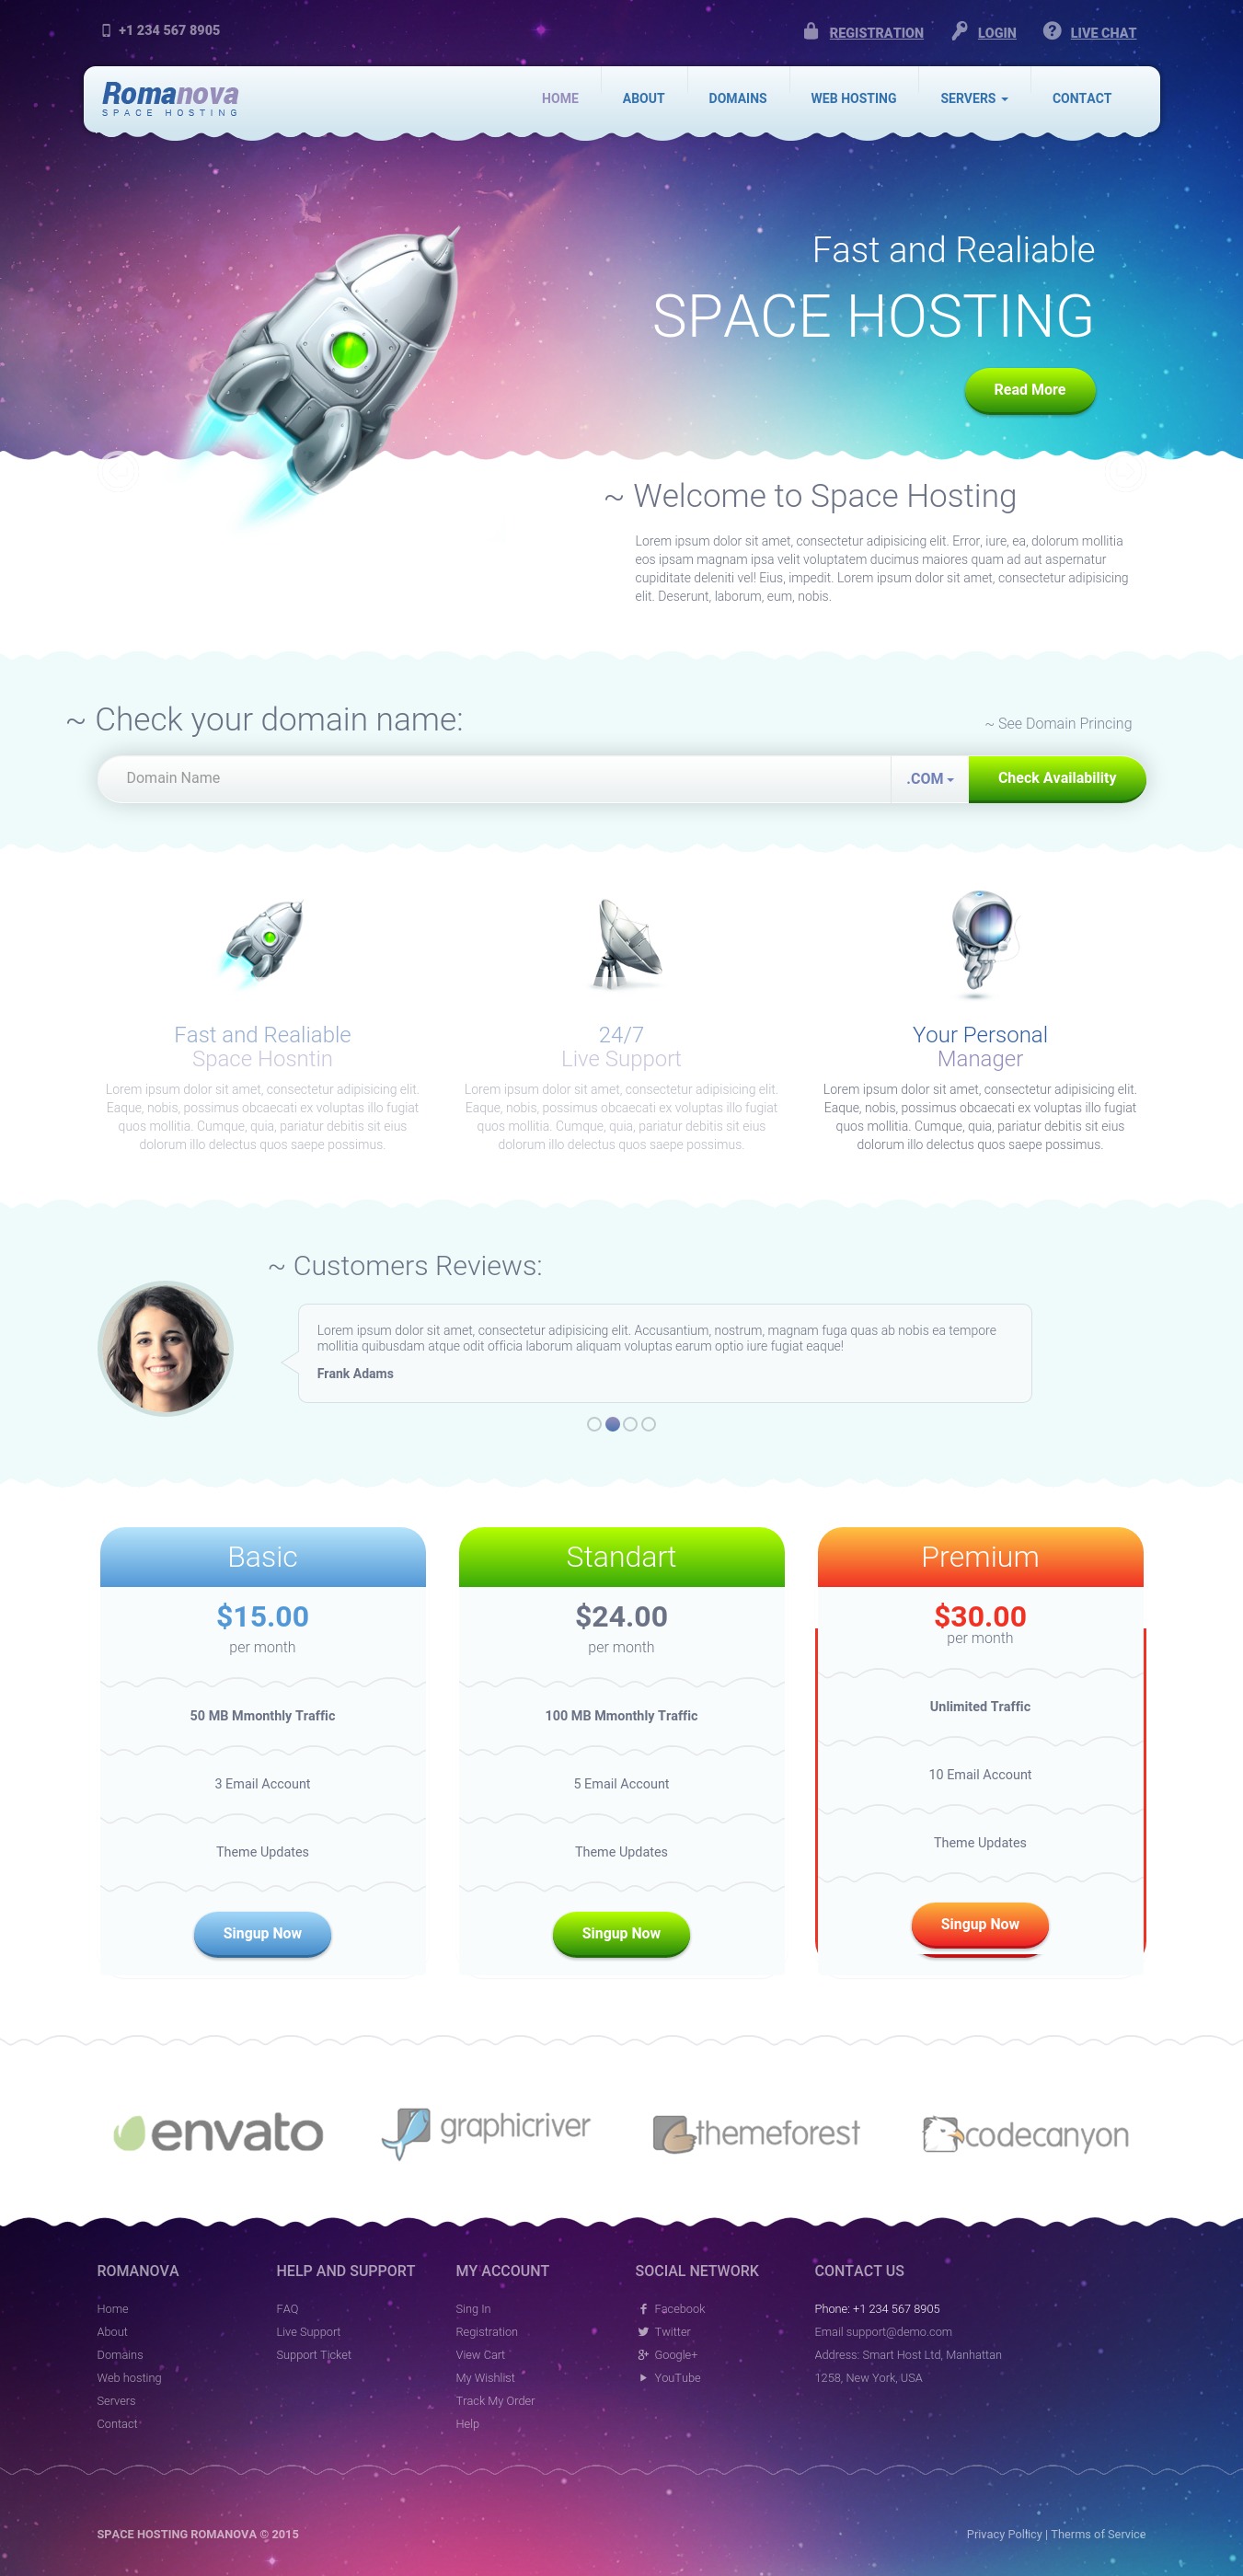 +1 234 567 8905
REGISTRATION
LOGIN
LIVE CHAT
Romanova
SPACE HOSTING
HOME
ABOUT
DOMAINS
WEB HOSTING
SERVERS
CONTACT
Fast and Realiable
SPACE HOSTING
Read More
~ Welcome to Space Hosting
Lorem ipsum dolor sit amet, consectetur adipisicing elit. Error, iure, ea, dolorum mollitia
eos ipsam magnam ipsa velit voluptatem ducimus maiores quam ad aut aspernatur
cupiditate deleniti vel! Eius, impedit. Lorem ipsum dolor sit amet, consectetur adipisicing
elit. Deserunt, laborum, eum, nobis.
~ Check your domain name:
~ See Domain Princing
Domain Name
.COM
Check Availability
Fast and Realiable
Space Hosntin
Lorem ipsum dolor sit amet, consectetur adipisicing elit.
Eaque, nobis, possimus obcaecati ex voluptas illo fugiat
quos mollitia. Cumque, quia, pariatur debitis sit eius
dolorum illo delectus quos saepe possimus.
24/7
Live Support
Lorem ipsum dolor sit amet, consectetur adipisicing elit.
Eaque, nobis, possimus obcaecati ex voluptas illo fugiat
quos mollitia. Cumque, quia, pariatur debitis sit eius
dolorum illo delectus quos saepe possimus.
Your Personal
Manager
Lorem ipsum dolor sit amet, consectetur adipisicing elit.
Eaque, nobis, possimus obcaecati ex voluptas illo fugiat
quos mollitia. Cumque, quia, pariatur debitis sit eius
dolorum illo delectus quos saepe possimus.
~ Customers Reviews:
Lorem ipsum dolor sit amet, consectetur adipisicing elit. Accusantium, nostrum, magnam fuga quas ab nobis ea tempore
mollitia quibusdam atque odit officia laborum aliquam voluptas earum optio iure fugiat eaque!
Frank Adams
Basic
$15.00
per month
50 MB Mmonthly Traffic
3 Email Account
Theme Updates
Singup Now
Standart
$24.00
per month
100 MB Mmonthly Traffic
5 Email Account
Theme Updates
Singup Now
Premium
$30.00
per month
Unlimited Traffic
10 Email Account
Theme Updates
Singup Now
envato
graphicriver
themeforest
codecanyon
ROMANOVA
Home
About
Domains
Web hosting
Servers
Contact
HELP AND SUPPORT
FAQ
Live Support
Support Ticket
MY ACCOUNT
Sing In
Registration
View Cart
My Wishlist
Track My Order
Help
SOCIAL NETWORK
Facebook
Twitter
Google+
YouTube
CONTACT US
Phone: +1 234 567 8905
Email support@demo.com
Address: Smart Host Ltd, Manhattan
1258, New York, USA
SPACE HOSTING ROMANOVA © 2015
Privacy Policy | Therms of Service